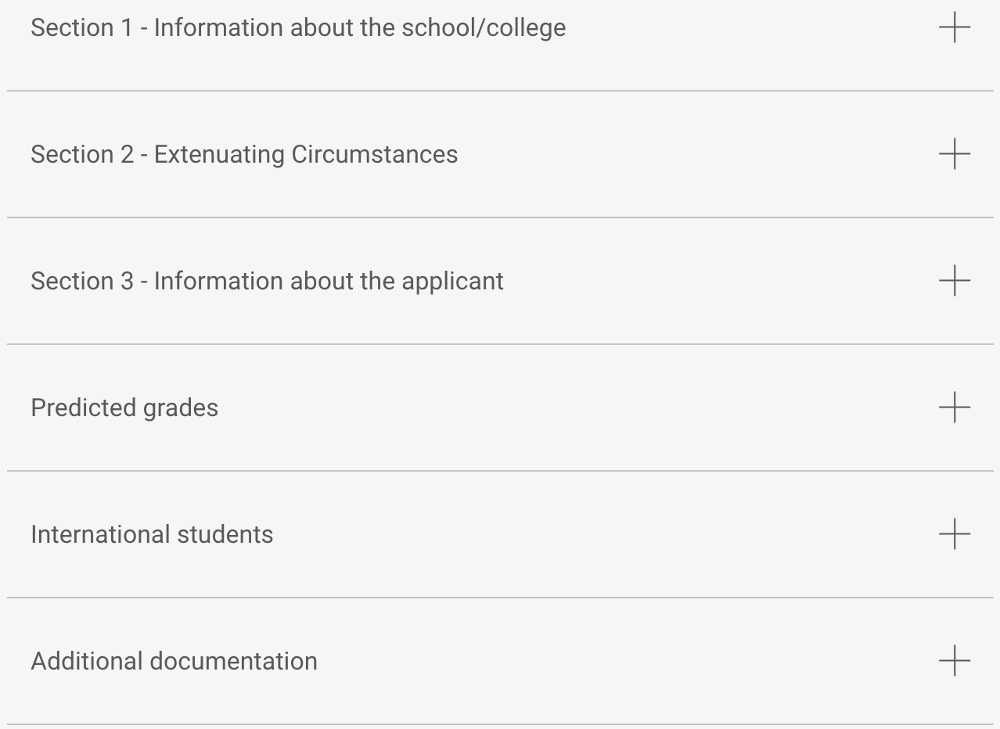 Section 1 - Information about the school/college
Section 2 - Extenuating Circumstances
Section 3 - Information about the applicant
Predicted grades
International students
Additional documentation